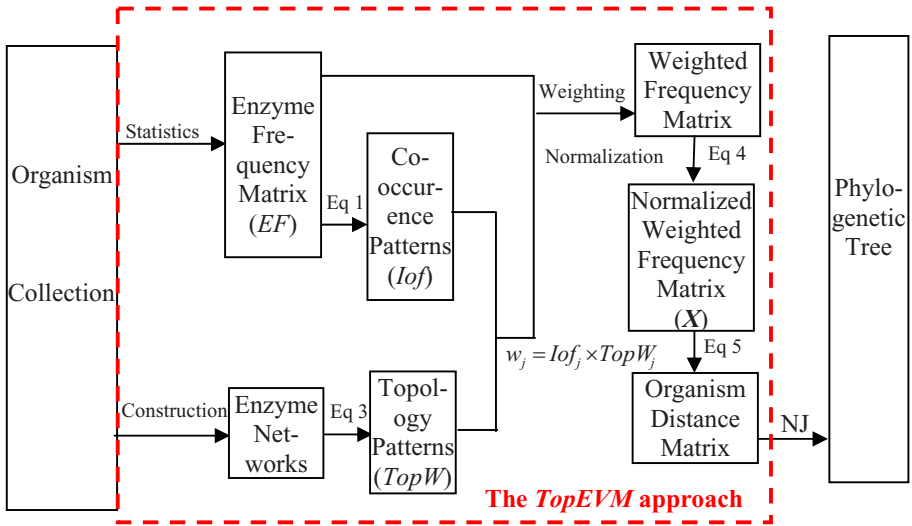 Organism
Collection
Statistics
Construction
Enzyme
Fre-
quency
Matrix
(EF)
Eq 1
Co-
occurence
Patterns
(Iof)
Enzyme
Net-
works
Eq 3
Topol-
ogy
Patterns
(TopW)
w_j = Iof_j × TopW_j
Weighting
Weighted
Frequency
Matrix
Normalization
Eq 4
Normalized
Weighted
Frequency
Matrix
(X)
Eq 5
Organism
Distance
Matrix
NJ
Phylo-
genetic
Tree
The TopEVM approach